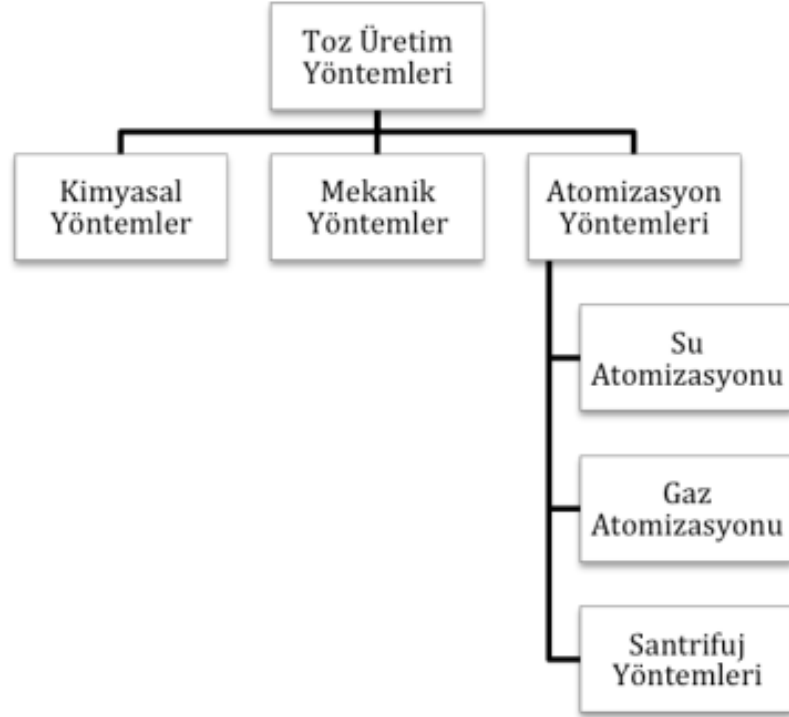 Toz Üretim
Yöntemleri
Kimyasal
Yöntemler
Mekanik
Yöntemler
Atomizasyon
Yöntemleri
Su
Atomizasyonu
Gaz
Atomizasyonu
Santrifuj
Yöntemleri